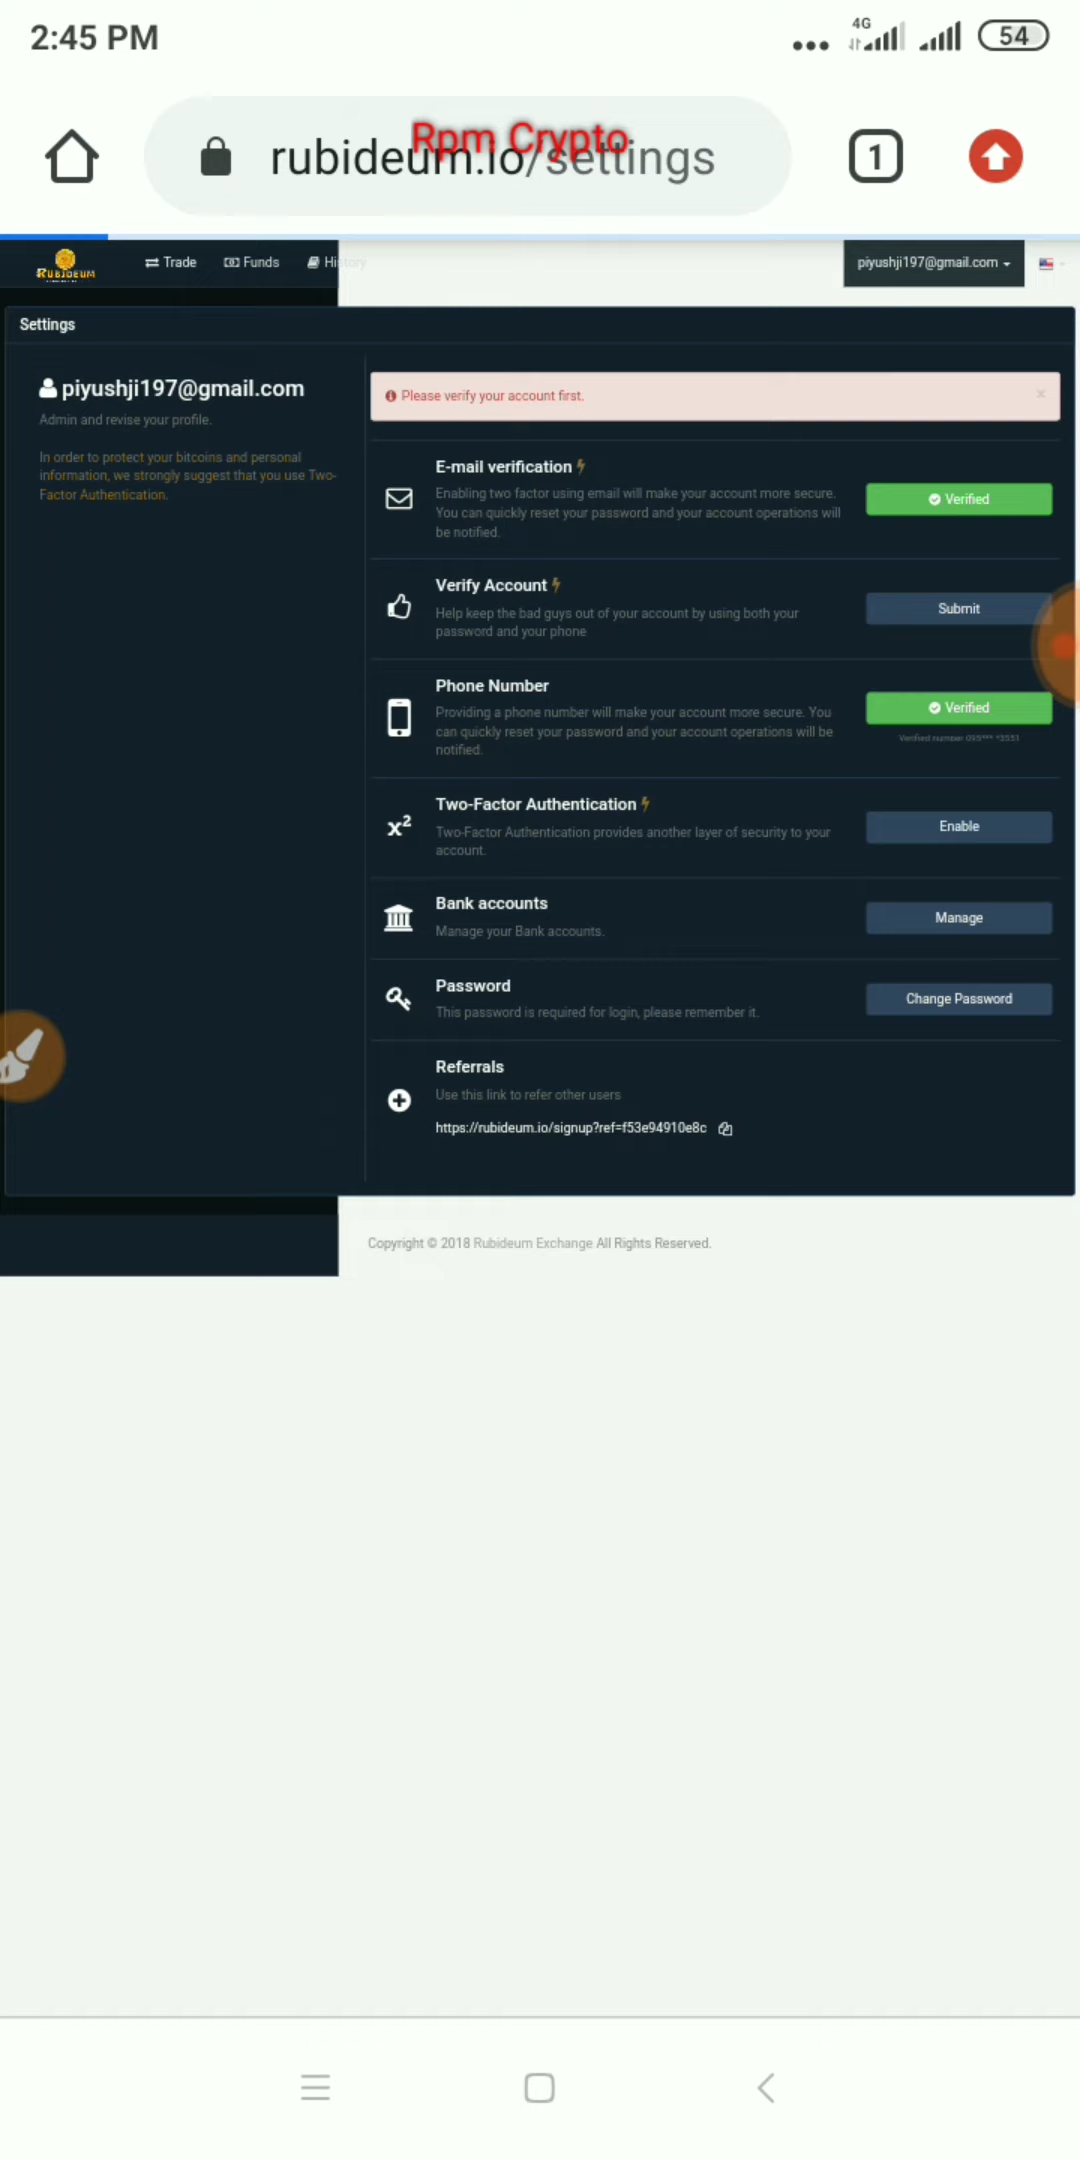 2:45 PM
4G
54
Rpm Crypto
rubideum.io/settings
1
RUBIDEUM
Trade
Funds
History
piyushji197@gmail.com
Settings
piyushji197@gmail.com
Admin and revise your profile.
In order to protect your bitcoins and personal
information, we strongly suggest that you use Two-
Factor Authentication.
Please verify your account first.
×
E-mail verification
Enabling two factor using email will make your account more secure.
You can quickly reset your password and your account operations will
be notified.
Verified
Verify Account
Help keep the bad guys out of your account by using both your
password and your phone
Submit
Phone Number
Providing a phone number will make your account more secure. You
can quickly reset your password and your account operations will be
notified.
Verified
Verified number 095*** *3551
x²
Two-Factor Authentication
Two-Factor Authentication provides another layer of security to your
account.
Enable
Bank accounts
Manage your Bank accounts.
Manage
Password
This password is required for login, please remember it.
Change Password
Referrals
Use this link to refer other users
https://rubideum.io/signup?ref=f53e94910e8c
Copyright © 2018 Rubideum Exchange All Rights Reserved.